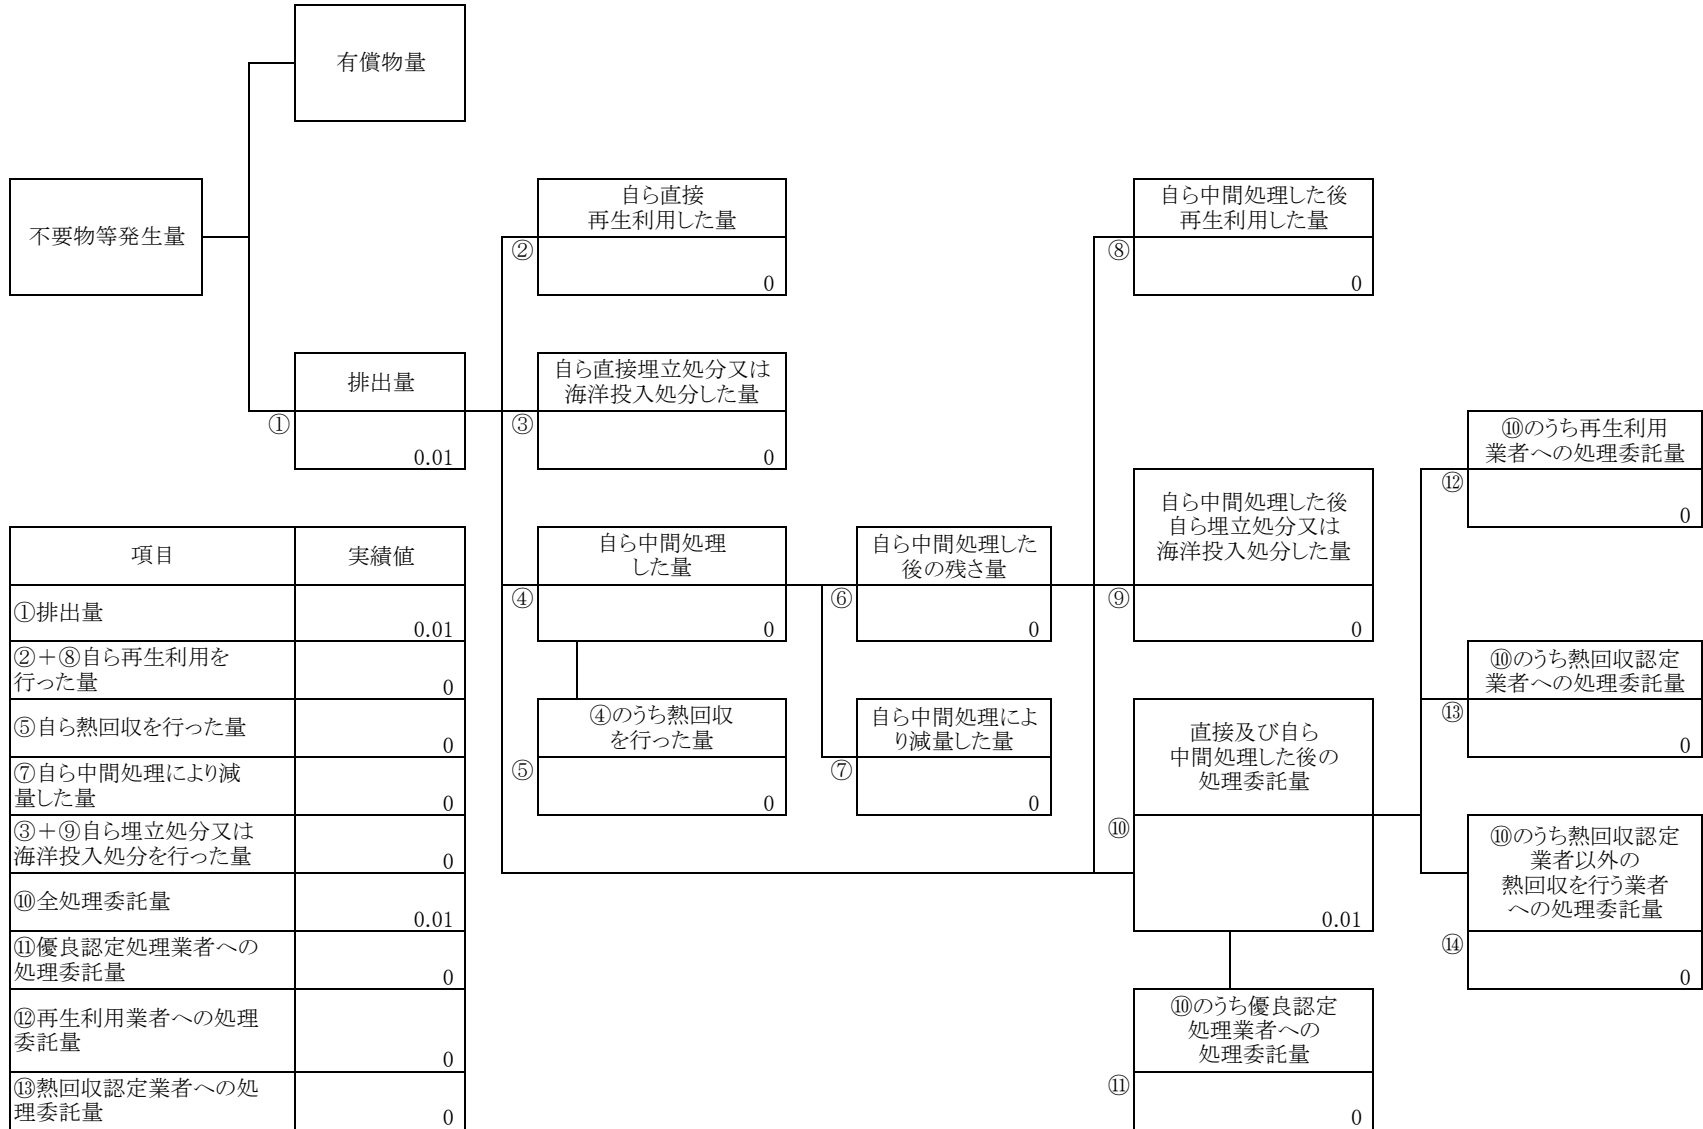 有償物量
不要物等発生量
排出量
①
0.01
自ら直接
再生利用した量
②
0
自ら直接埋立処分又は
海洋投入処分した量
③
0
自ら中間処理
した量
④
0
④のうち熱回収
を行った量
⑤
0
自ら中間処理した
後の残さ量
⑥
0
自ら中間処理によ
り減量した量
⑦
0
自ら中間処理した後
再生利用した量
⑧
0
自ら中間処理した後
自ら埋立処分又は
海洋投入処分した量
⑨
0
直接及び自ら
中間処理した後の
処理委託量
⑩
0.01
⑩のうち優良認定
処理業者への
処理委託量
⑪
0
⑩のうち再生利用
業者への処理委託量
⑫
0
⑩のうち熱回収認定
業者への処理委託量
⑬
0
⑩のうち熱回収認定
業者以外の
熱回収を行う業者
への処理委託量
⑭
0
項目 実績値
①排出量
0.01
②＋⑧自ら再生利用を
行った量
0
⑤自ら熱回収を行った量
0
⑦自ら中間処理により減
量した量
0
③＋⑨自ら埋立処分又は
海洋投入処分を行った量
0
⑩全処理委託量
0.01
⑪優良認定処理業者への
処理委託量
0
⑫再生利用業者への処理
委託量
0
⑬熱回収認定業者への処
理委託量
0